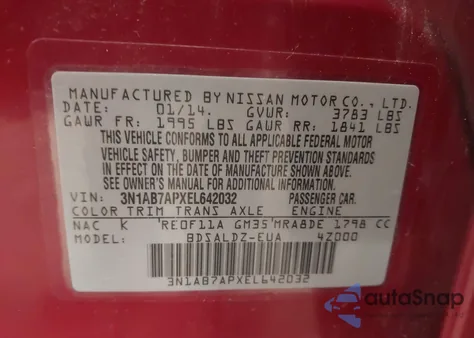 MANUFACTURED BY NISSAN MOTOR CO., LTD.
DATE: 01/14. GVWR: 3783 LBS
GAWR FR: 1995 LBS GAWR RR: 1841 LBS
THIS VEHICLE CONFORMS TO ALL APPLICABLE FEDERAL MOTOR
VEHICLE SAFETY, BUMPER AND THEFT PREVENTION STANDARDS
IN EFFECT ON THE DATE OF MANUFACTURE SHOWN ABOVE.
SEE OWNER'S MANUAL FOR ADDITIONAL INFORMATION.
VIN: 3N1AB7APXEL642032 PASSENGER CAR.
COLOR TRIM TRANS AXLE ENGINE
NAC K RE0F11A GM35 MRA8DE 1798 CC
MODEL: BDSALDZ-EUA 4Z000
3N1AB7APXEL642032
autoSnap